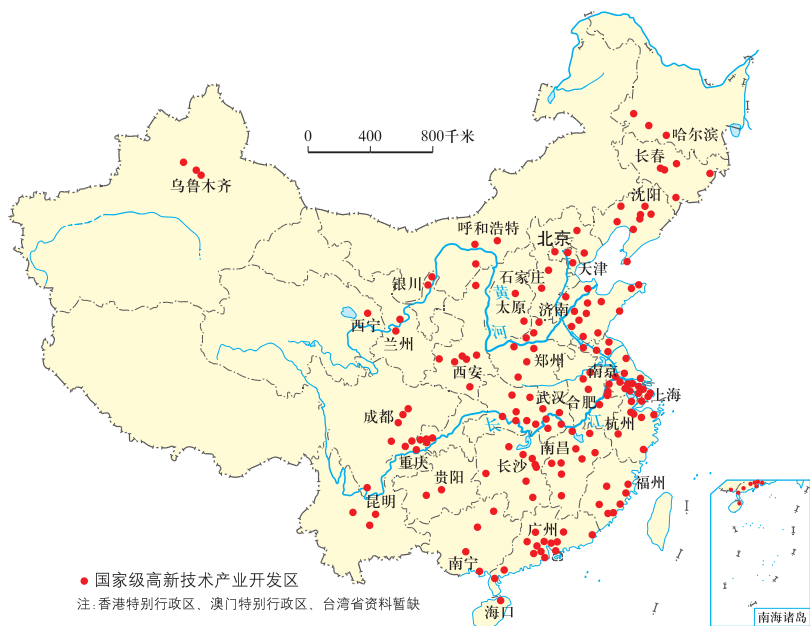 0 400 800千米
哈尔滨
长春
乌鲁木齐
沈阳
呼和浩特
北京
石家庄
天津
银川
黄
太原
济南
河
西宁
兰州
郑州
西安
南京
上海
武汉
合肥
成都
长
江
杭州
重庆
南昌
长沙
贵阳
福州
昆明
广州
南宁
国家级高新技术产业开发区
注:香港特别行政区、澳门特别行政区、台湾省资料暂缺
海口
南海诸岛